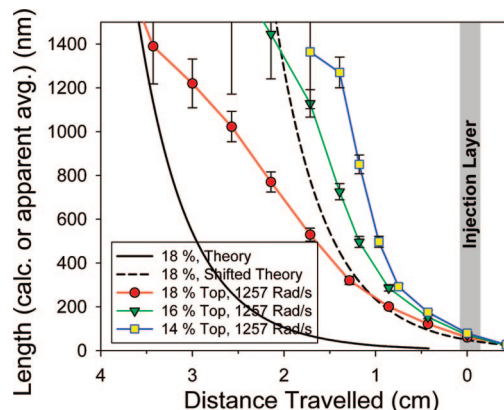 Length (calc. or apparent avg.) (nm)
1400
1200
1000
800
600
400
200
0
Injection Layer
18 %, Theory
18 %, Shifted Theory
18 % Top, 1257 Rad/s
16 % Top, 1257 Rad/s
14 % Top, 1257 Rad/s
4 3 2 1 0
Distance Travelled (cm)